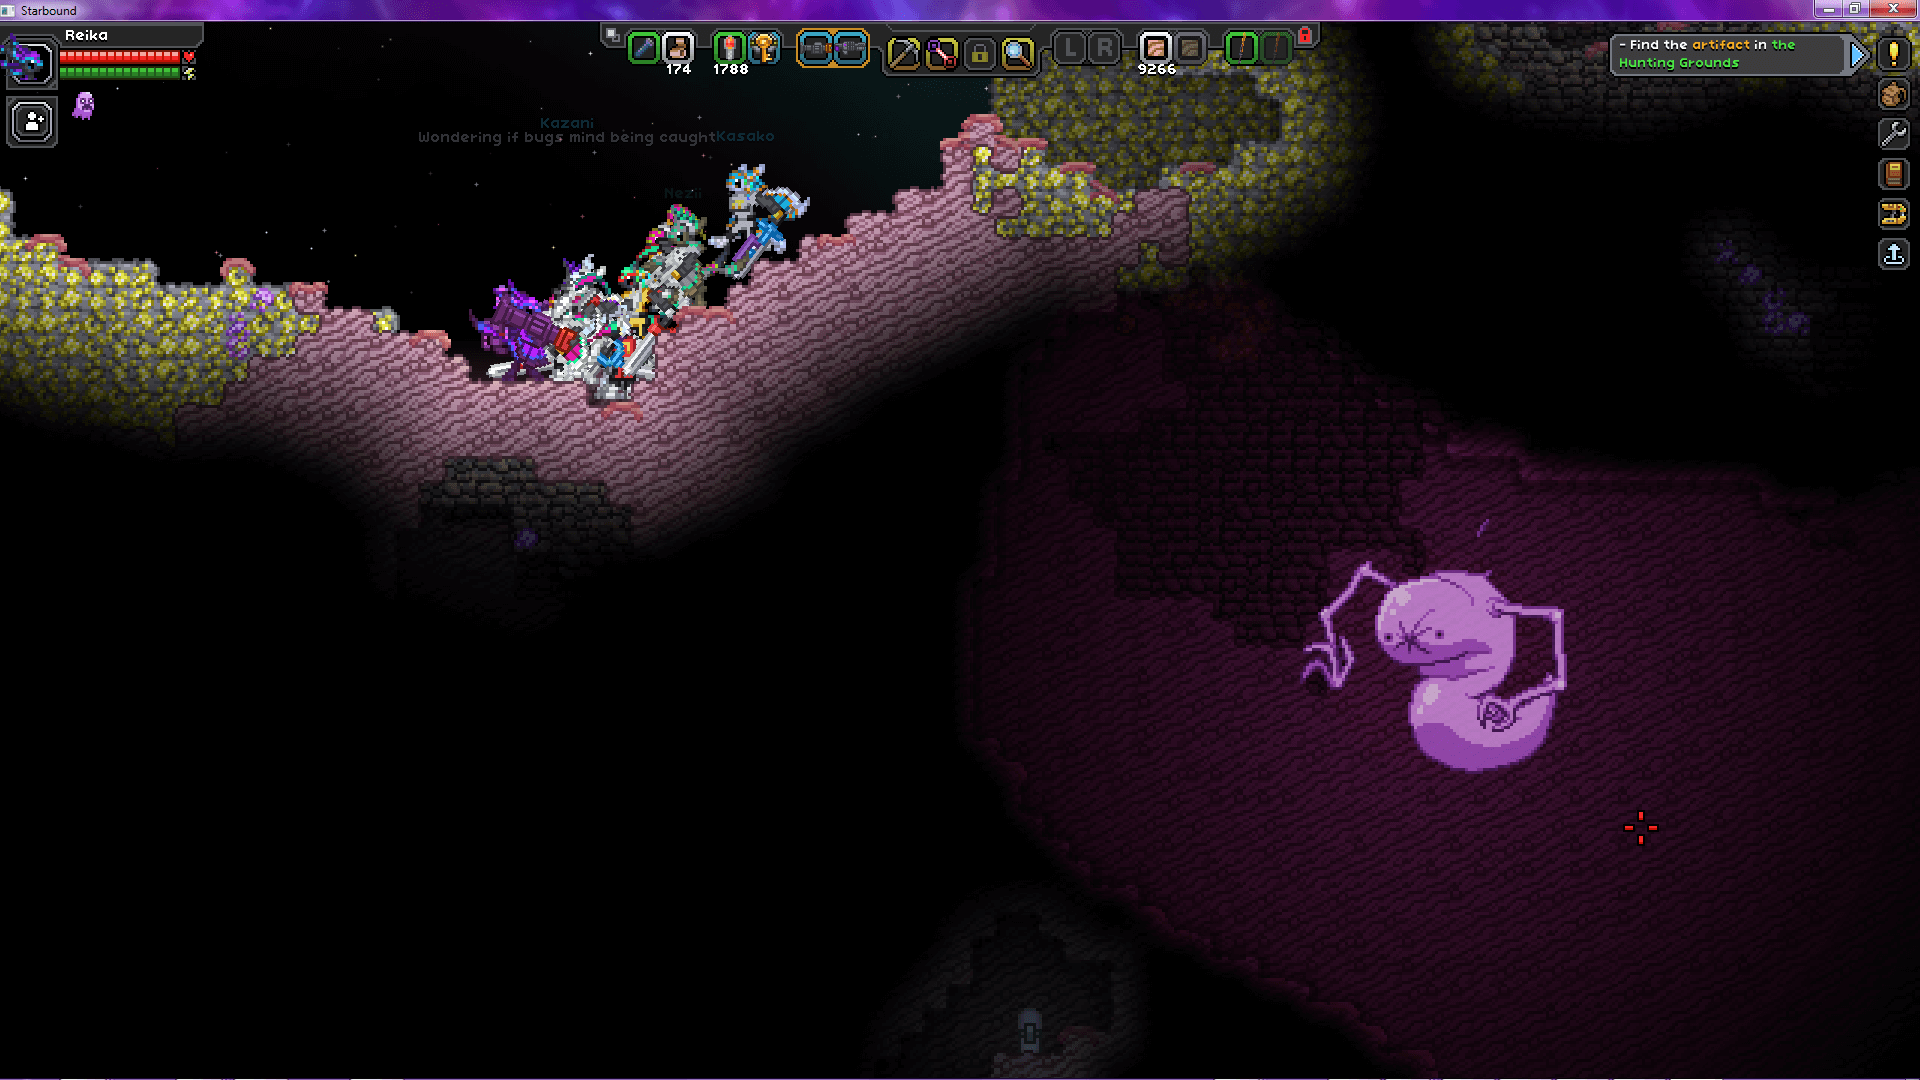 Starbound
Reika
174
1788
L
R
9266
- Find the artifact in the
Hunting Grounds
Kazani
Wondering if bugs mind being caught
Kasako
Nezii